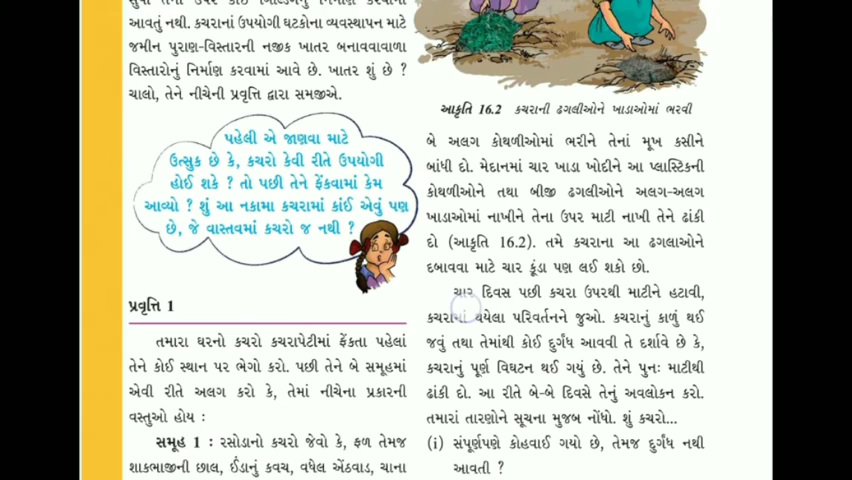 આવતું નથી. કચરાનાં ઉપયોગી ઘટકોના વ્યવસ્થાપન માટે
જમીન પુરાણ-વિસ્તારની નજીક ખાતર બનાવવાવાળા
વિસ્તારોનું નિર્માણ કરવામાં આવે છે. ખાતર શું છે ?
ચાલો, તેને નીચેની પ્રવૃત્તિ દ્વારા સમજીએ.
પહેલી એ જાણવા માટે
ઉત્સુક છે કે, કચરો કેવી રીતે ઉપયોગી
હોઈ શકે ? તો પછી તેને ફેંકવામાં કેમ
આવ્યો ? શું આ નકામા કચરામાં કાંઈ એવું પણ
છે, જે વાસ્તવમાં કચરો જ નથી ?
પ્રવૃત્તિ 1
તમારા ઘરનો કચરો કચરાપેટીમાં ફેંકતા પહેલાં
તેને કોઈ સ્થાન પર ભેગો કરો. પછી તેને બે સમૂહમાં
એવી રીતે અલગ કરો કે, તેમાં નીચેના પ્રકારની
વસ્તુઓ હોય :
સમૂહ 1 : રસોડાનો કચરો જેવો કે, ફળ તેમજ
શાકભાજીની છાલ, ઈંડાનું કવચ, વધેલ એંઠવાડ, ચાના
આકૃતિ 16.2 કચરાની ઢગલીઓને ખાડાઓમાં ભરવી
બે અલગ કોથળીઓમાં ભરીને તેનાં મૂખ કસીને
બાંધી દો. મેદાનમાં ચાર ખાડા ખોદીને આ પ્લાસ્ટિકની
કોથળીઓને તથા બીજી ઢગલીઓને અલગ-અલગ
ખાડાઓમાં નાખીને તેના ઉપર માટી નાખી તેને ઢાંકી
દો (આકૃતિ 16.2). તમે કચરાના આ ઢગલાઓને
દબાવવા માટે ચાર કૂંડા પણ લઈ શકો છો.
ચાર દિવસ પછી કચરા ઉપરથી માટીને હટાવી,
કચરામાં થયેલા પરિવર્તનને જુઓ. કચરાનું કાળું થઈ
જવું તથા તેમાંથી કોઈ દુર્ગંધ આવવી તે દર્શાવે છે કે,
કચરાનું પૂર્ણ વિઘટન થઈ ગયું છે. તેને પુનઃ માટીથી
ઢાંકી દો. આ રીતે બે-બે દિવસે તેનું અવલોકન કરો.
તમારાં તારણોને સૂચના મુજબ નોંધો. શું કચરો...
(i) સંપૂર્ણપણે કોહવાઈ ગયો છે, તેમજ દુર્ગંધ નથી
આવતી ?